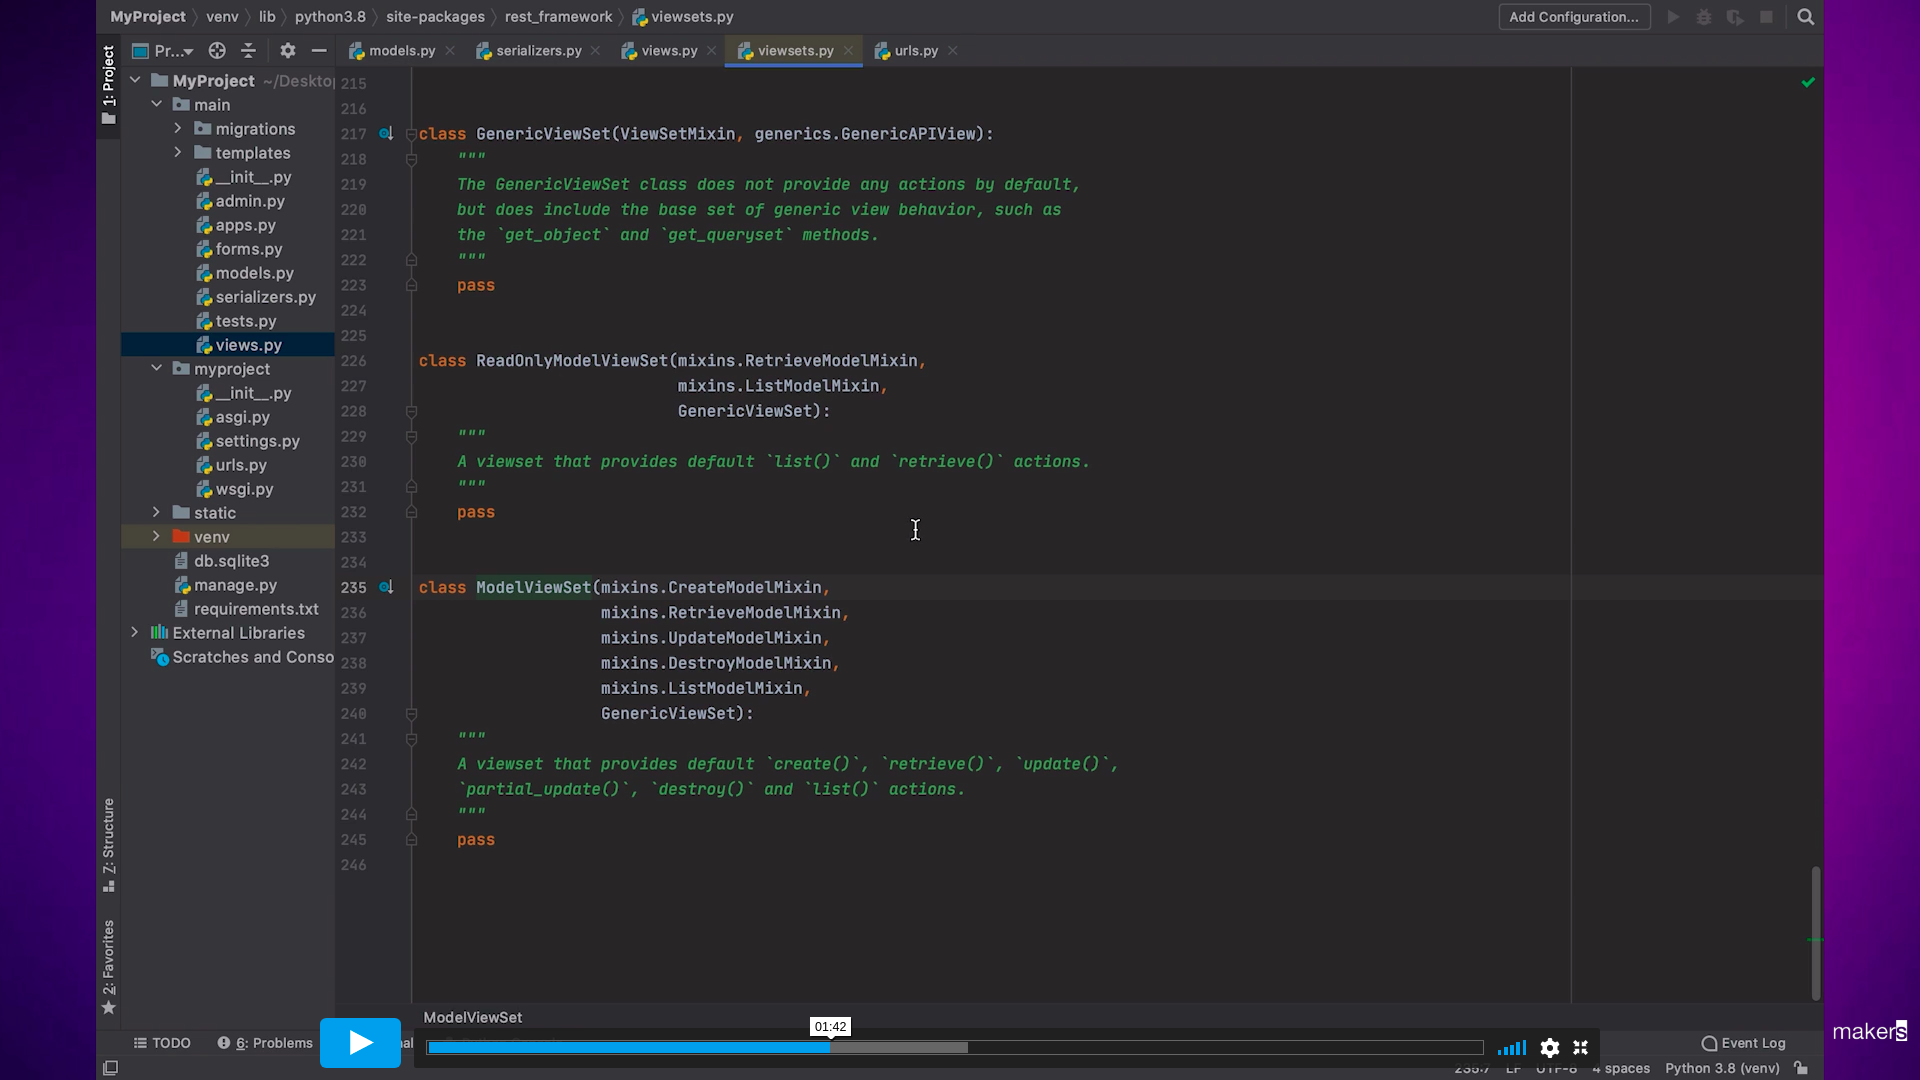 MyProject venv lib python3.8 site-packages rest_framework viewsets.py
Add Configuration...
1: Project
Pr...
models.py serializers.py views.py viewsets.py urls.py
MyProject ~/Deskto
main
migrations
templates
__init__.py
admin.py
apps.py
forms.py
models.py
serializers.py
tests.py
views.py
myproject
__init__.py
asgi.py
settings.py
urls.py
wsgi.py
static
venv
db.sqlite3
manage.py
requirements.txt
External Libraries
Scratches and Conso
215
216
217 class GenericViewSet(ViewSetMixin, generics.GenericAPIView):
218 """
219 The GenericViewSet class does not provide any actions by default,
220 but does include the base set of generic view behavior, such as
221 the `get_object` and `get_queryset` methods.
222 """
223 pass
224
225
226 class ReadOnlyModelViewSet(mixins.RetrieveModelMixin,
227 mixins.ListModelMixin,
228 GenericViewSet):
229 """
230 A viewset that provides default `list()` and `retrieve()` actions.
231 """
232 pass
233
234
235 class ModelViewSet(mixins.CreateModelMixin,
236 mixins.RetrieveModelMixin,
237 mixins.UpdateModelMixin,
238 mixins.DestroyModelMixin,
239 mixins.ListModelMixin,
240 GenericViewSet):
241 """
242 A viewset that provides default `create()`, `retrieve()`, `update()`,
243 `partial_update()`, `destroy()` and `list()` actions.
244 """
245 pass
246
Z: Structure
2: Favorites
ModelViewSet
01:42
TODO 6: Problems
Event Log
4 spaces Python 3.8 (venv)
makers